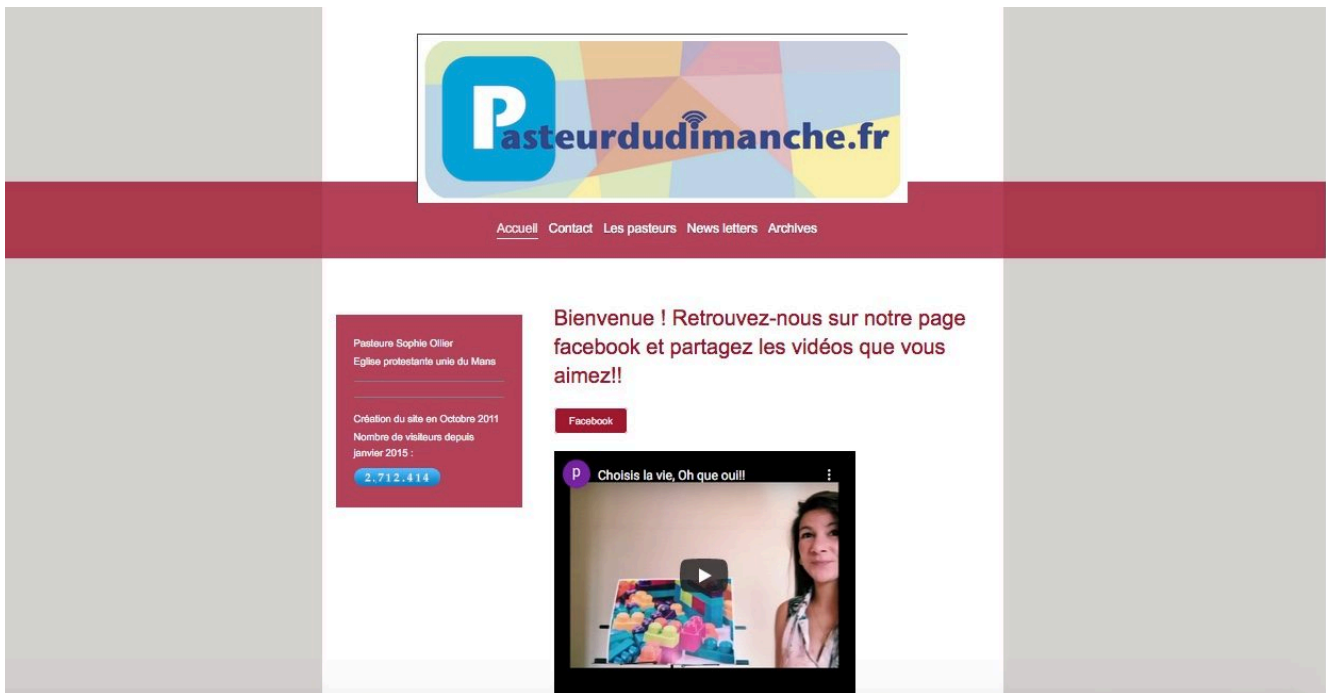 Pasteurdudimanche.fr
Accueil Contact Les pasteurs News letters Archives
Pasteure Sophie Ollier
Eglise protestante unie du Mans
Création du site en Octobre 2011
Nombre de visiteurs depuis
janvier 2015 :
2.712.414
Bienvenue ! Retrouvez-nous sur notre page
facebook et partagez les vidéos que vous
aimez!!
Facebook
P Choisis la vie, Oh que oui!!